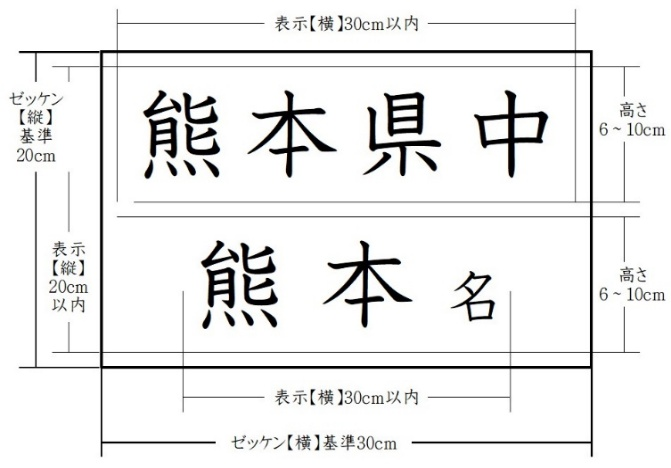 表示【横】30cm以内
ゼッケン
【縦】
基準
20cm
熊本県中
高さ
6~10cm
表示
【縦】
20cm
以内
熊本名
高さ
6~10cm
表示【横】30cm以内
ゼッケン【横】基準30cm